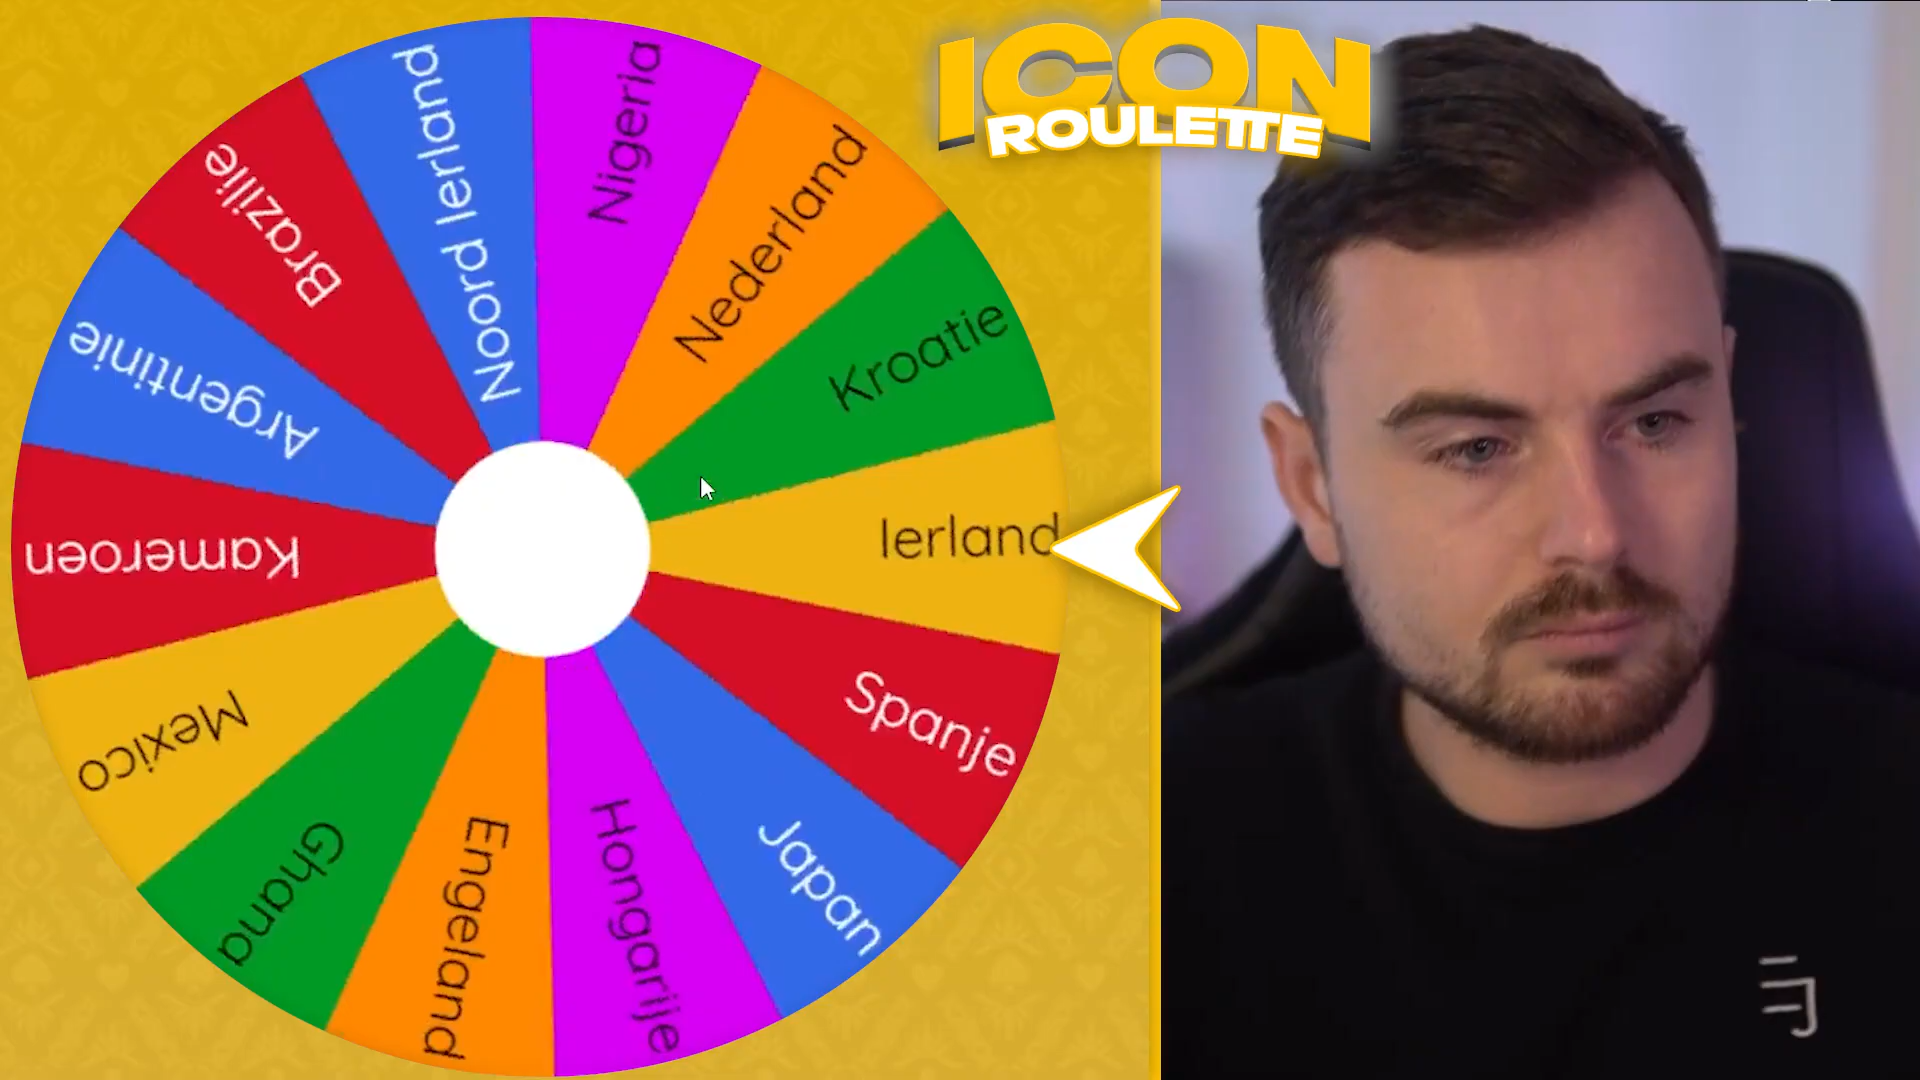 ICON
ROULETTE
Nigeria
Nederland
Kroatie
Ierland
Spanje
Japan
Hongarije
Engeland
Ghana
Mexico
Kameroen
Argentinie
Brazilie
Noord Ierland